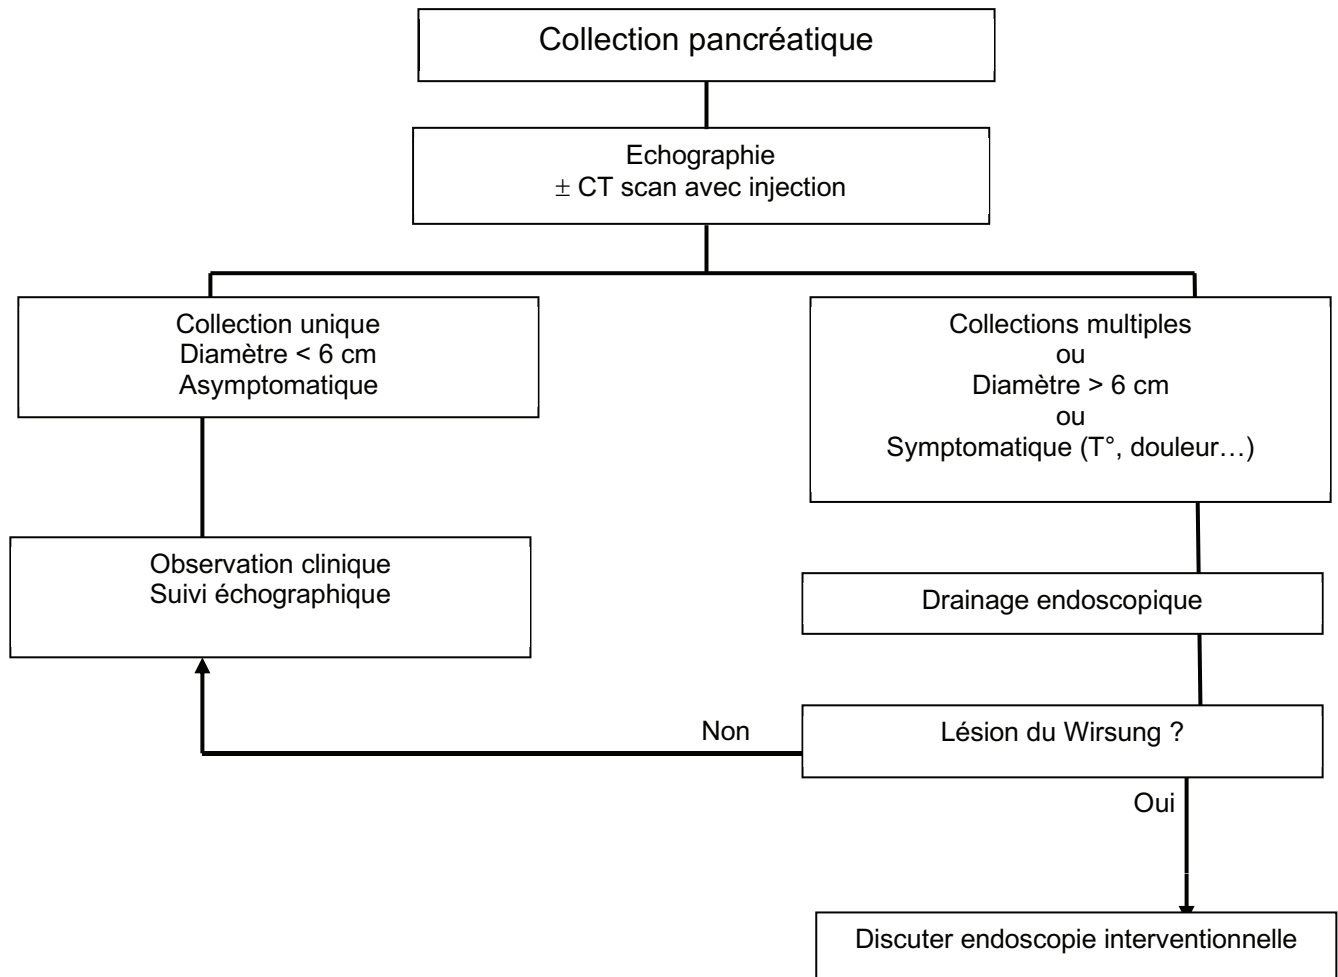 Collection pancréatique
Echographie
± CT scan avec injection
Collection unique
Diamètre < 6 cm
Asymptomatique
Collections multiples
ou
Diamètre > 6 cm
ou
Symptomatique (T°, douleur…)
Observation clinique
Suivi échographique
Drainage endoscopique
Lésion du Wirsung ?
Non
Oui
Discuter endoscopie interventionnelle